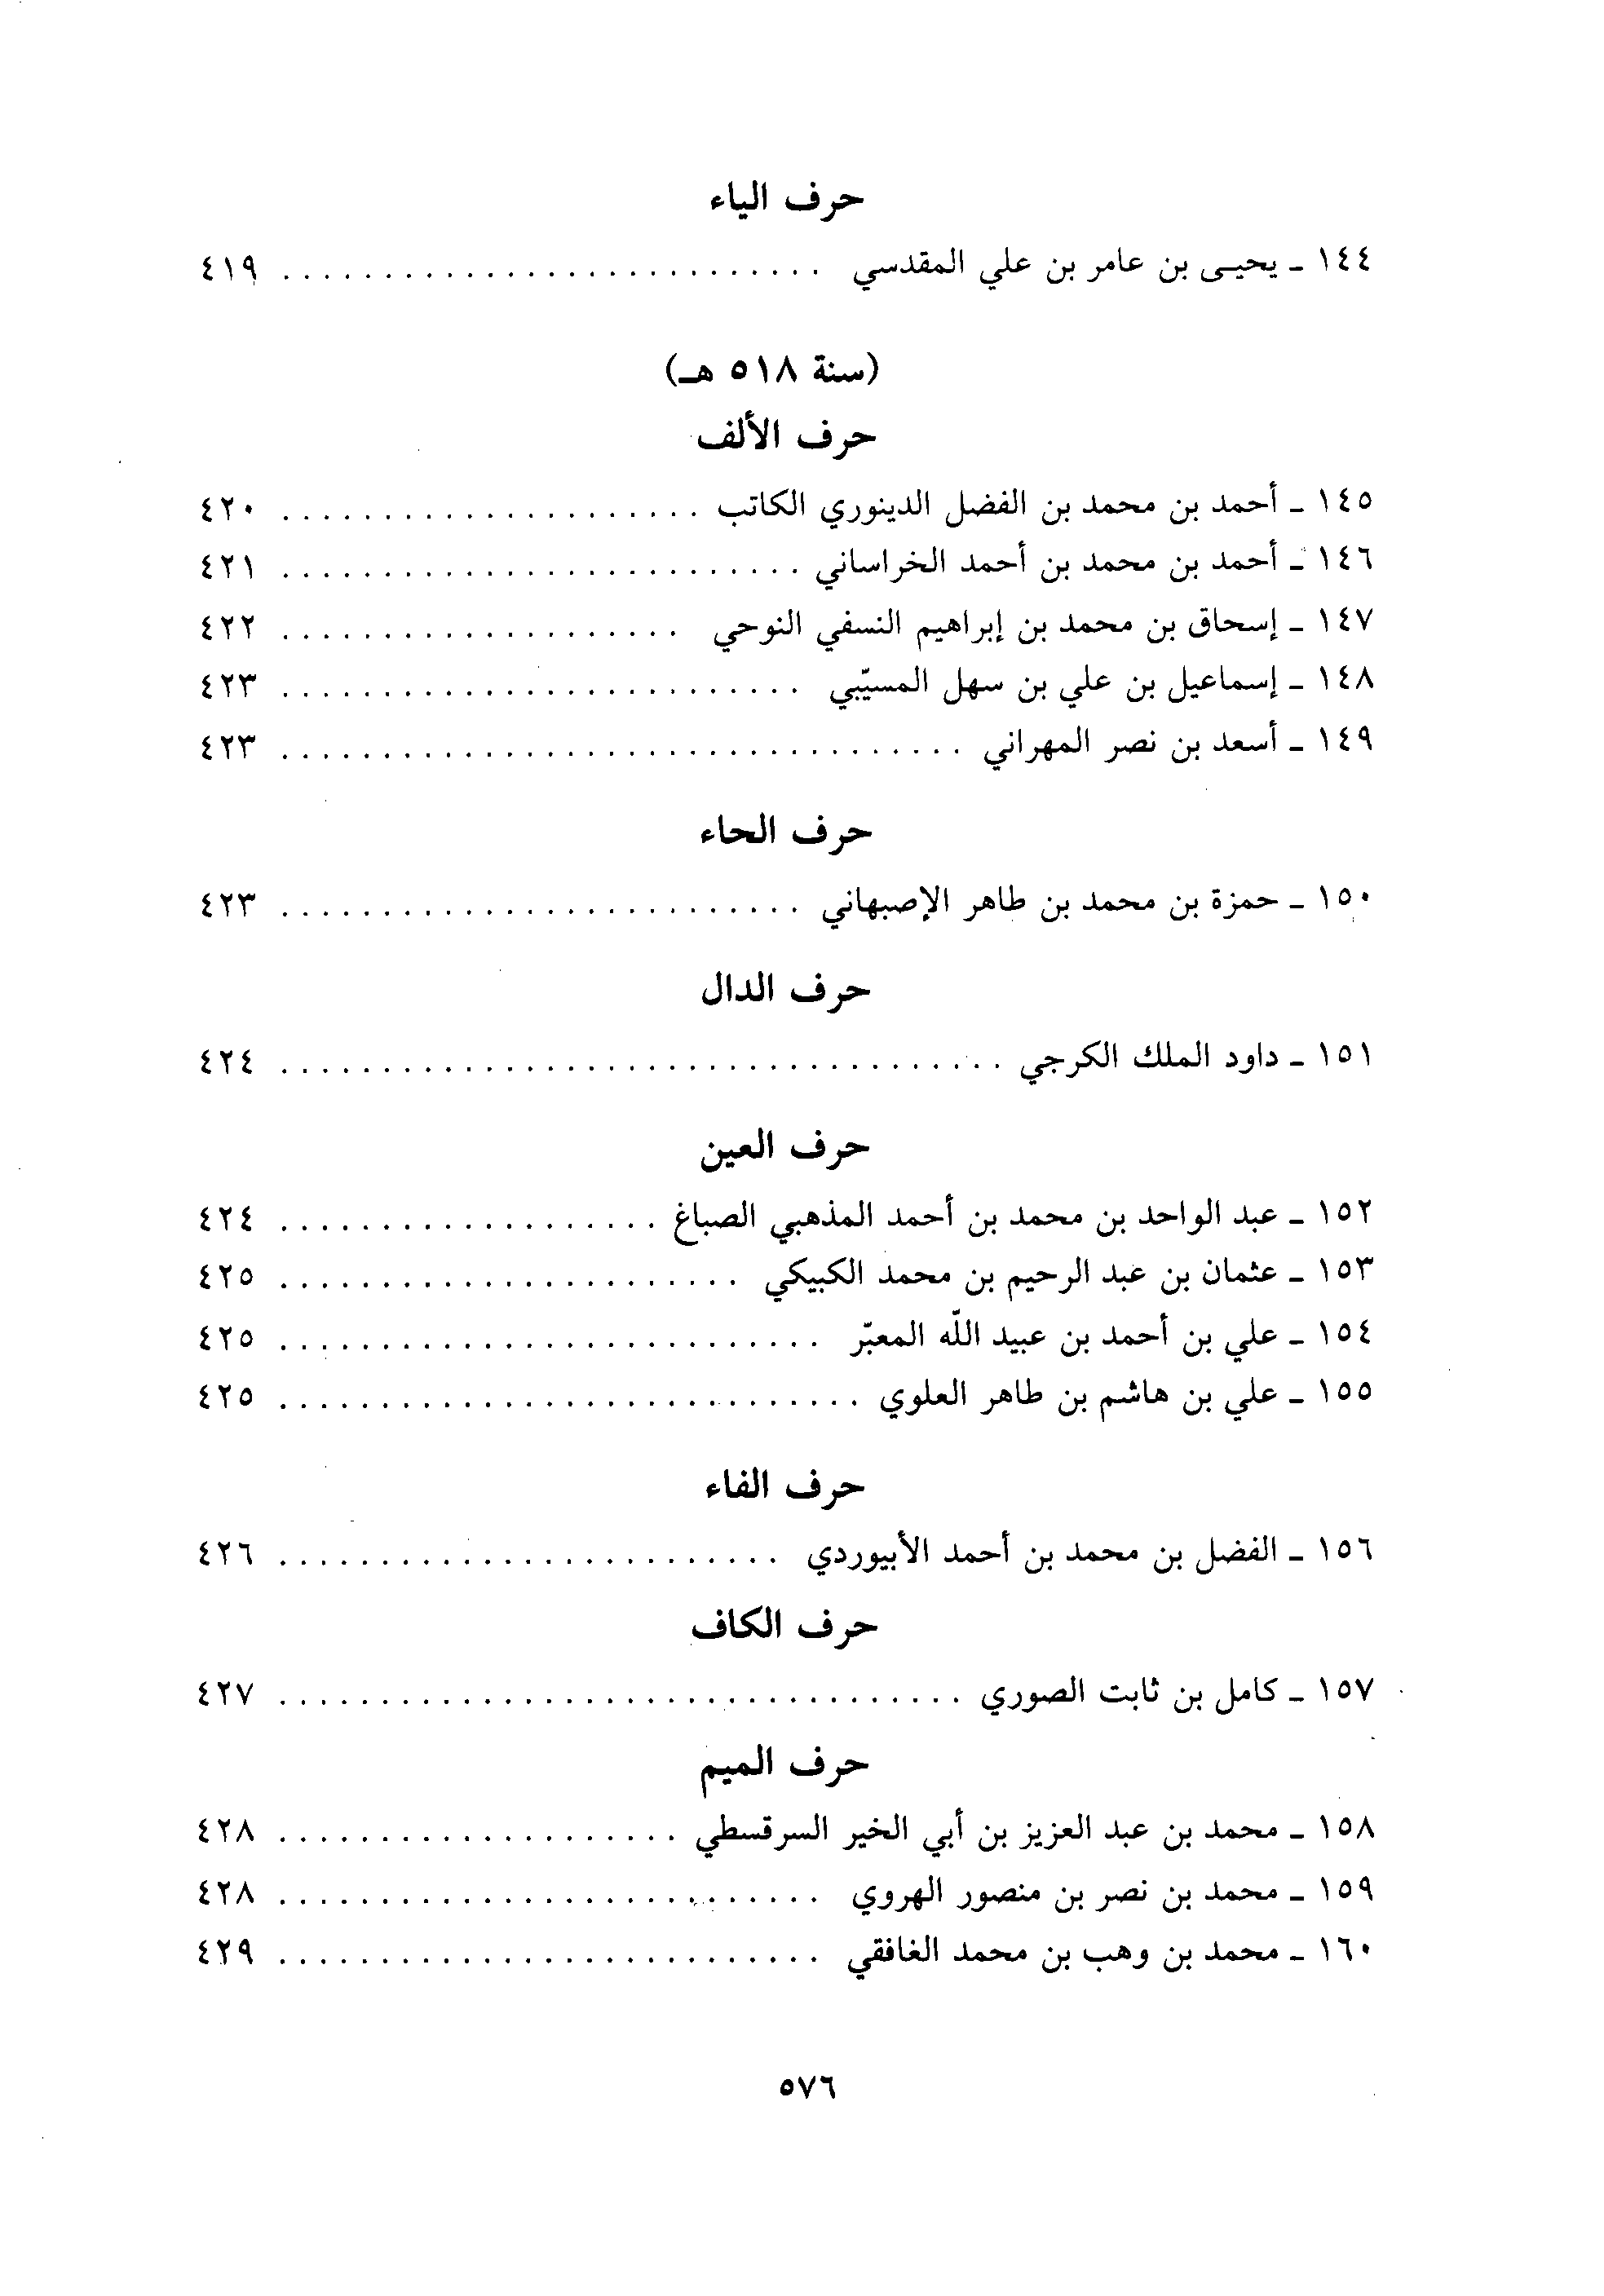 حرف الياء
١٤٤ ـ يحيـى بن عامر بن علي المقدسي . . . . . . . . . . . . . . . . . . . . . . . . . . . ٤١٩
(سنة ٥١٨ هـ)
حرف الألف
١٤٥ ـ أحمد بن محمد بن الفضل الدينوري الكاتب . . . . . . . . . . . . . . . . . . . . . ٤٢٠
١٤٦ ـ أحمد بن محمد بن أحمد الخراساني . . . . . . . . . . . . . . . . . . . . . . . . . . ٤٢١
١٤٧ ـ إسحاق بن محمد بن إبراهيم النسفي النوحي . . . . . . . . . . . . . . . . . . . . ٤٢٢
١٤٨ ـ إسماعيل بن علي بن سهل المسيّبي . . . . . . . . . . . . . . . . . . . . . . . . . . ٤٢٣
١٤٩ ـ أسعد بن نصر المهراني . . . . . . . . . . . . . . . . . . . . . . . . . . . . . . . . . . ٤٢٣
حرف الحاء
١٥٠ ـ حمزة بن محمد بن طاهر الإصبهاني . . . . . . . . . . . . . . . . . . . . . . . . . . ٤٢٣
حرف الدال
١٥١ ـ داود الملك الكرجي . . . . . . . . . . . . . . . . . . . . . . . . . . . . . . . . . . . . ٤٢٤
حرف العين
١٥٢ ـ عبد الواحد بن محمد بن أحمد المذهبي الصباغ . . . . . . . . . . . . . . . . . . . ٤٢٤
١٥٣ ـ عثمان بن عبد الرحيم بن محمد الكبيكي . . . . . . . . . . . . . . . . . . . . . . . ٤٢٥
١٥٤ ـ علي بن أحمد بن عبيد اللّه المعبّر . . . . . . . . . . . . . . . . . . . . . . . . . . . ٤٢٥
١٥٥ ـ علي بن هاشم بن طاهر العلوي . . . . . . . . . . . . . . . . . . . . . . . . . . . . . ٤٢٥
حرف الفاء
١٥٦ ـ الفضل بن محمد بن أحمد الأبيوردي . . . . . . . . . . . . . . . . . . . . . . . . . ٤٢٦
حرف الكاف
١٥٧ ـ كامل بن ثابت الصوري . . . . . . . . . . . . . . . . . . . . . . . . . . . . . . . . . . ٤٢٧
حرف الميم
١٥٨ ـ محمد بن عبد العزيز بن أبي الخير السرقسطي . . . . . . . . . . . . . . . . . . . . ٤٢٨
١٥٩ ـ محمد بن نصر بن منصور الهروي . . . . . . . . . . . . . . . . . . . . . . . . . . . ٤٢٨
١٦٠ ـ محمد بن وهب بن محمد الغافقي . . . . . . . . . . . . . . . . . . . . . . . . . . . ٤٢٩
٥٧٦